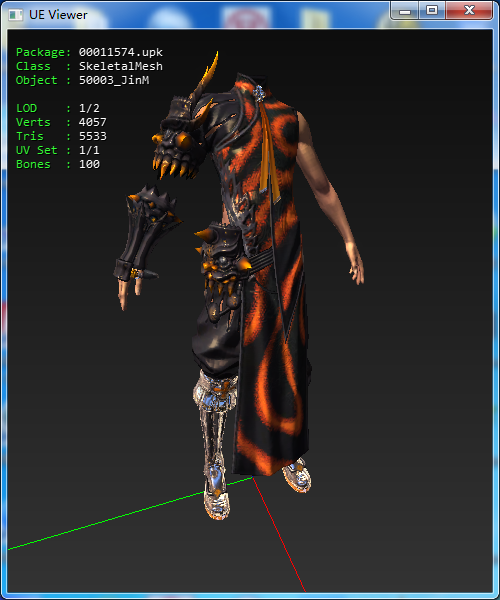 UE Viewer
Package: 00011574.upk
Class : SkeletalMesh
Object : 50003_JinM
LOD : 1/2
Verts : 4057
Tris : 5533
UV Set : 1/1
Bones : 100